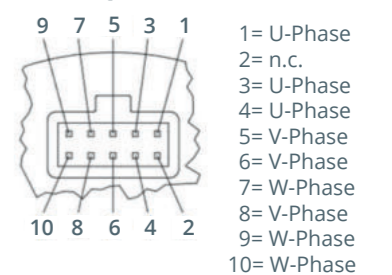 9 7 5 3 1
10 8 6 4 2
1= U-Phase
2= n.c.
3= U-Phase
4= U-Phase
5= V-Phase
6= V-Phase
7= W-Phase
8= V-Phase
9= W-Phase
10= W-Phase